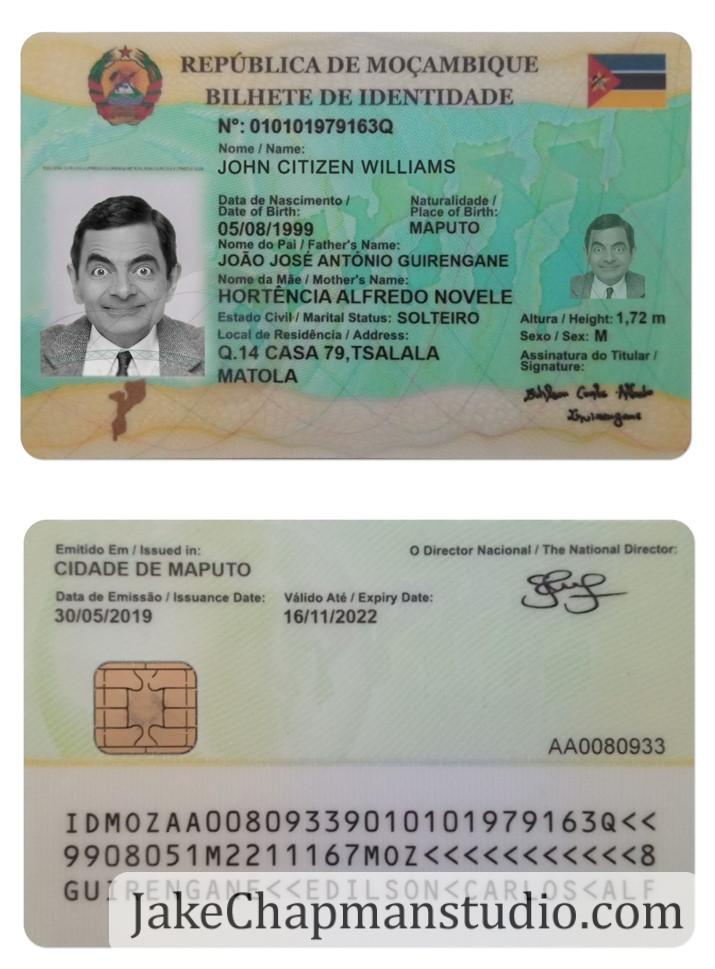 REPÚBLICA DE MOÇAMBIQUE
BILHETE DE IDENTIDADE
Nº: 010101979163Q
Nome / Name:
JOHN CITIZEN WILLIAMS
Data de Nascimento / Naturalidade /
Date of Birth: Place of Birth:
05/08/1999 MAPUTO
Nome do Pai / Father's Name:
JOÃO JOSÉ ANTÓNIO GUIRENGANE
Nome da Mãe / Mother's Name:
HORTÊNCIA ALFREDO NOVELE
Estado Civil / Marital Status: SOLTEIRO Altura / Height: 1,72 m
Local de Residência / Address: Sexo / Sex: M
Q.14 CASA 79,TSALALA Assinatura do Titular /
MATOLA Signature:
Emitido Em / Issued in: O Director Nacional / The National Director:
CIDADE DE MAPUTO
Data de Emissão / Issuance Date: Válido Até / Expiry Date:
30/05/2019 16/11/2022
AA0080933
IDMOZAA00809339010101979163Q<<
9908051M2211167MOZ<<<<<<<<<<<8
GUIRENGANE<<EDILSON<CARLOS<ALF
JakeChapmanstudio.com